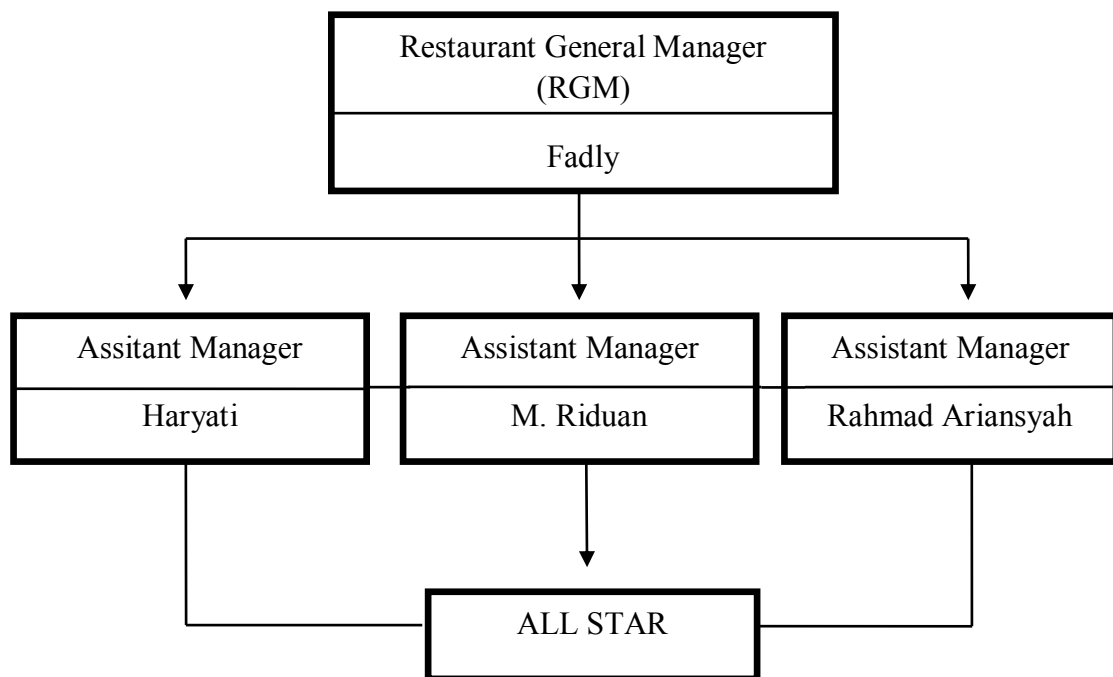 Restaurant General Manager
(RGM)
Fadly
Assitant Manager
Haryati
Assistant Manager
M. Riduan
Assistant Manager
Rahmad Ariansyah
ALL STAR